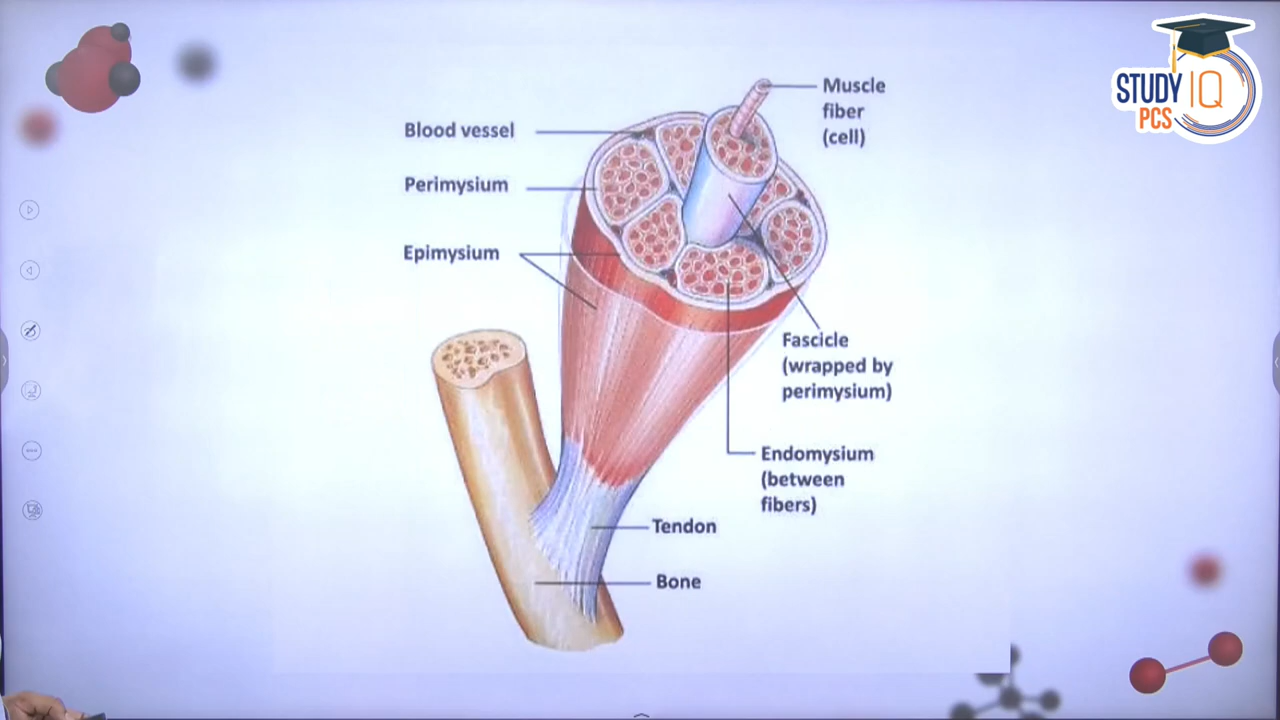 STUDY IQ
PCS
Muscle
fiber
(cell)
Blood vessel
Perimysium
Epimysium
Fascicle
(wrapped by
perimysium)
Endomysium
(between
fibers)
Tendon
Bone